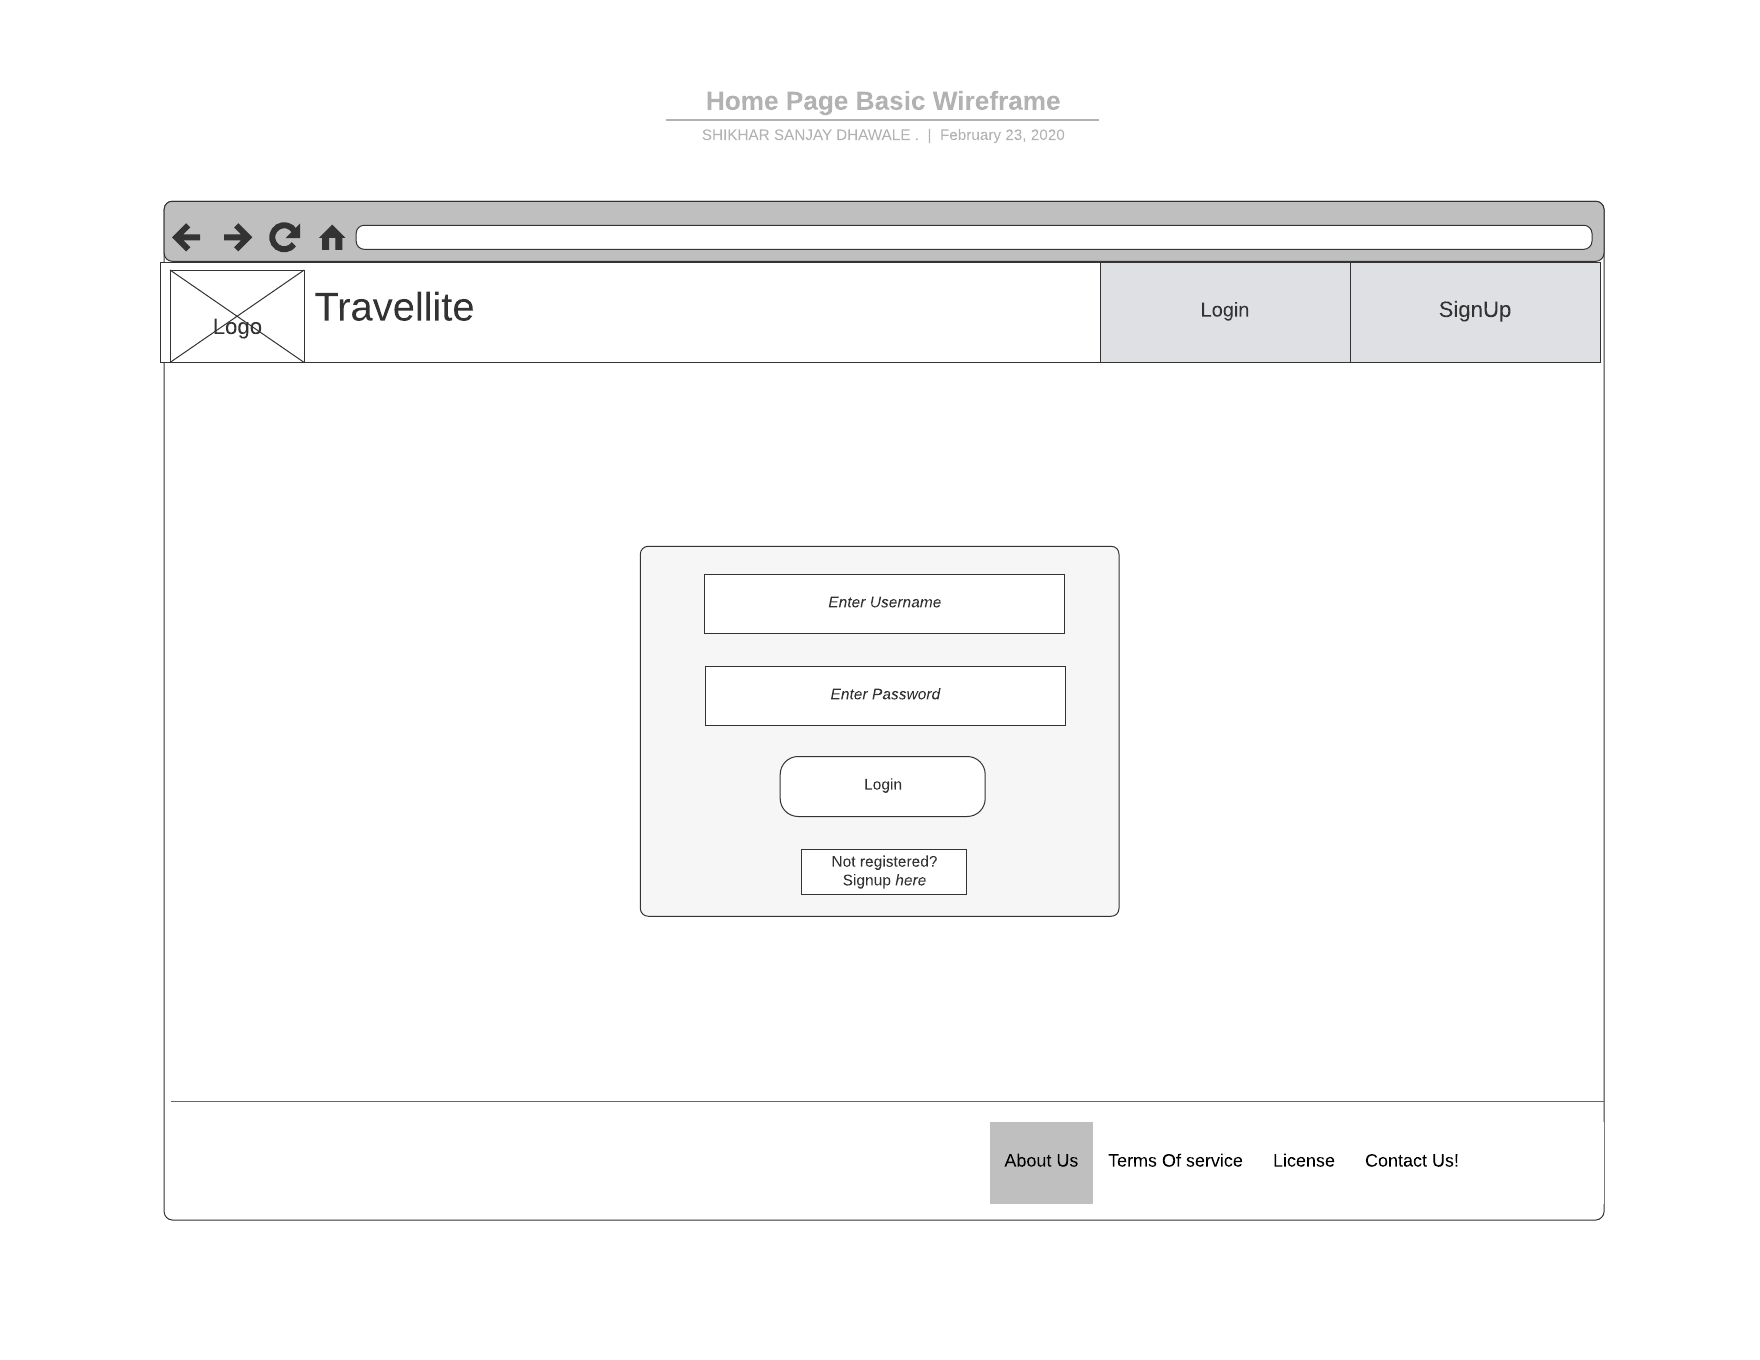 Home Page Basic Wireframe
SHIKHAR SANJAY DHAWALE . | February 23, 2020
Logo
Travellite
Login
SignUp
Enter Username
Enter Password
Login
Not registered?
Signup here
About Us
Terms Of service
License
Contact Us!